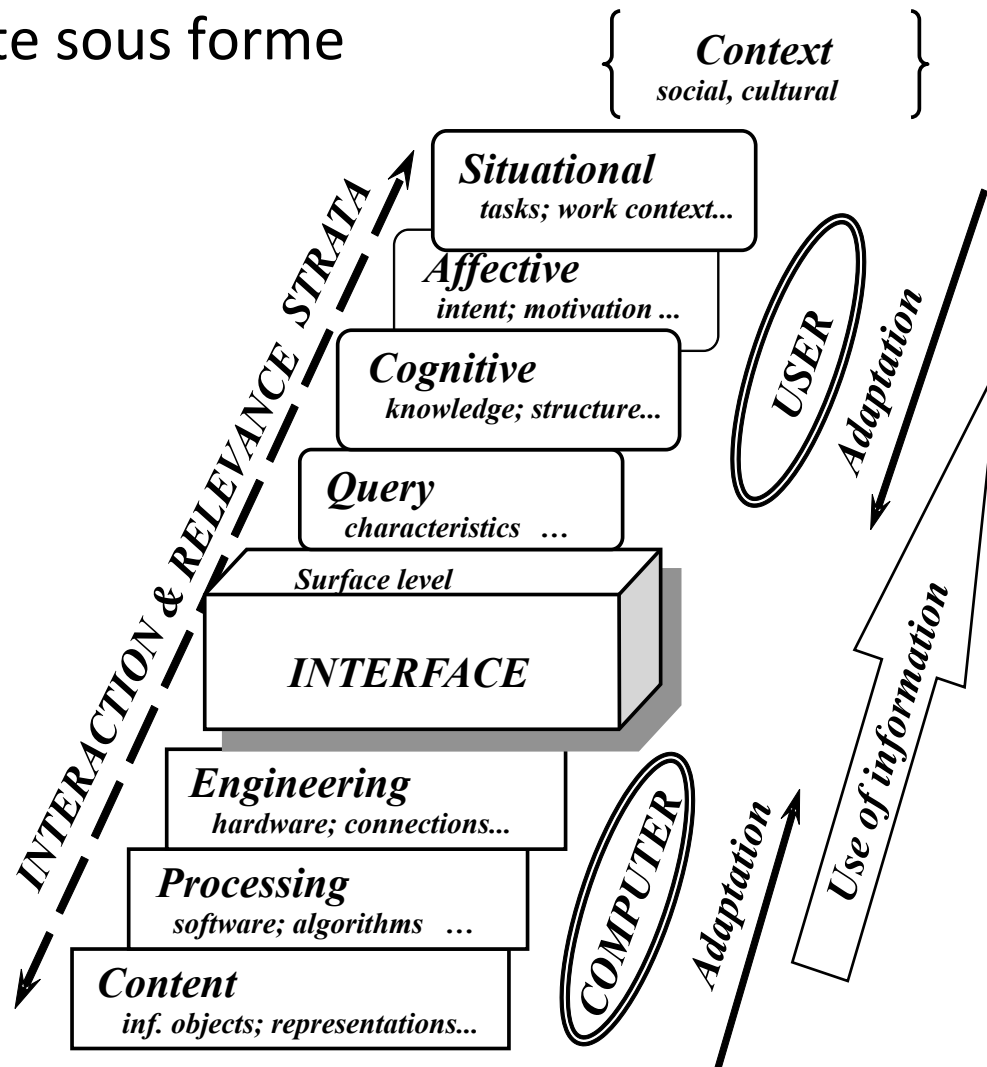 te sous forme
Context
social, cultural
Situational
tasks; work context...
Affective
intent; motivation ...
Cognitive
knowledge; structure...
Query
characteristics ...
Surface level
INTERFACE
Engineering
hardware; connections...
Processing
software; algorithms ...
Content
inf. objects; representations...
INTERACTION & RELEVANCE STRATA
USER
Adaptation
COMPUTER
Adaptation
Use of information